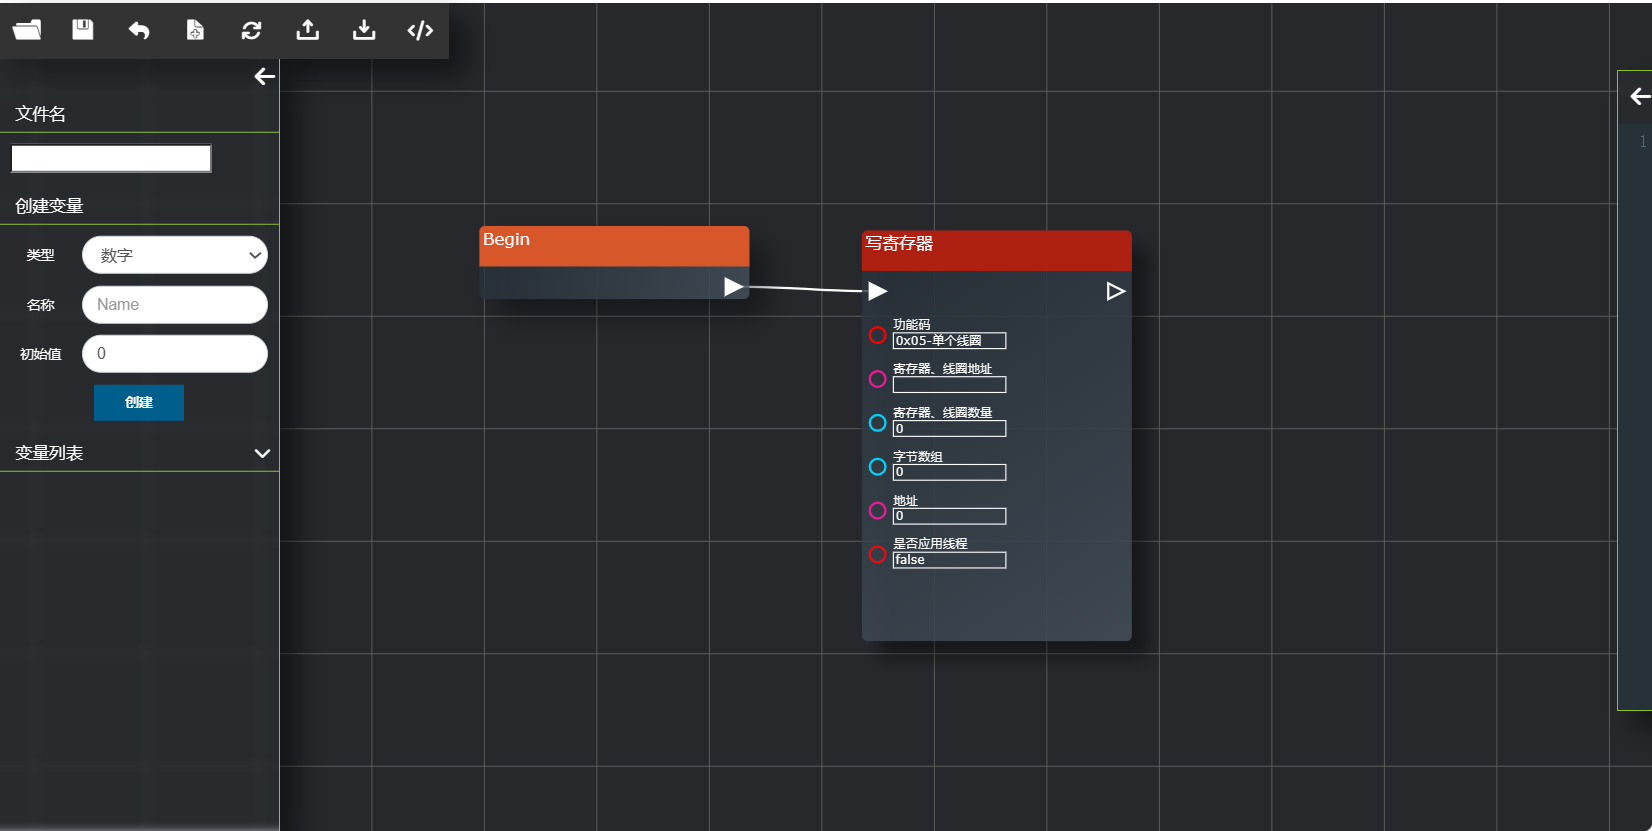 文件名
创建变量
类型
数字
名称
Name
初始值
0
创建
变量列表
Begin
写寄存器
功能码
0x05-单个线圈
寄存器、线圈地址
寄存器、线圈数量
0
字节数组
0
地址
0
是否应用线程
false
1